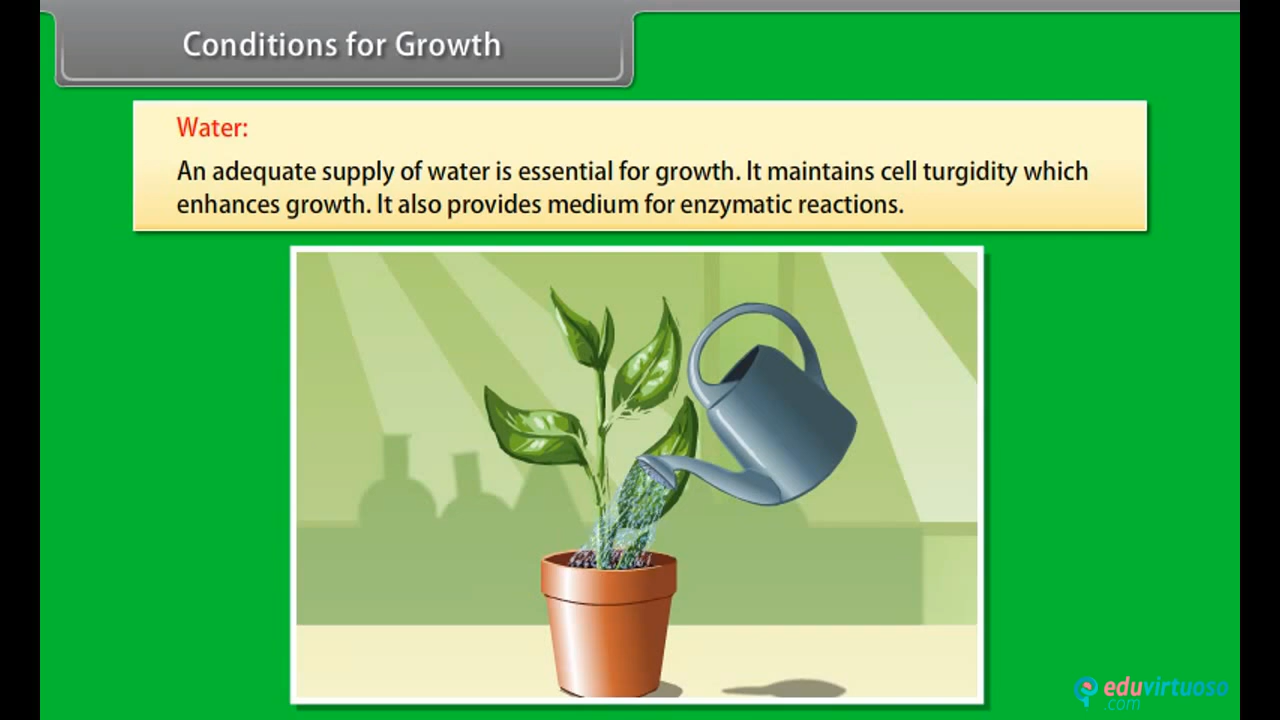 Conditions for Growth
Water:
An adequate supply of water is essential for growth. It maintains cell turgidity which
enhances growth. It also provides medium for enzymatic reactions.
eduvirtuoso
.com